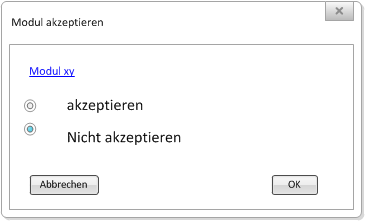 Modul akzeptieren
Modul xy
akzeptieren
Nicht akzeptieren
Abbrechen OK